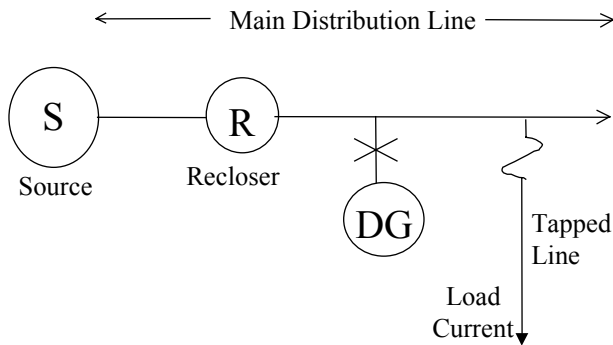 Main Distribution Line
S
R
Source
Recloser
DG
Tapped
Line
Load
Current